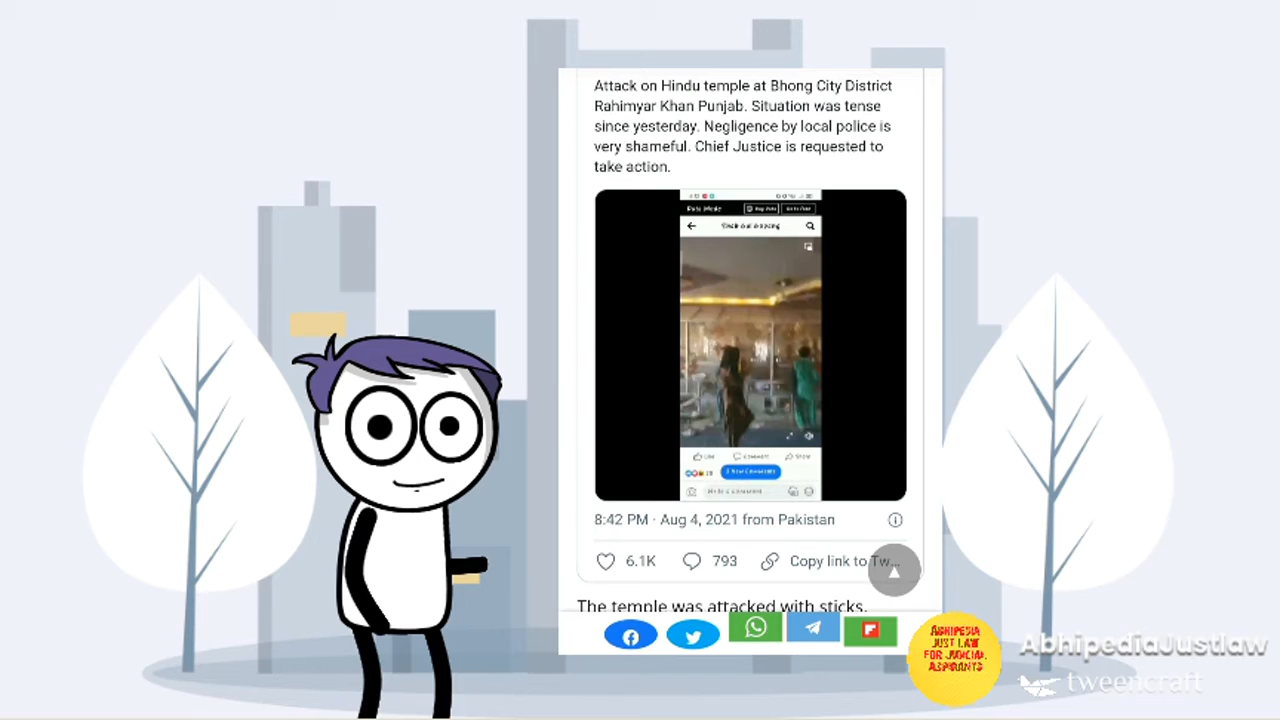 Attack on Hindu temple at Bhong City District
Rahimyar Khan Punjab. Situation was tense
since yesterday. Negligence by local police is
very shameful. Chief Justice is requested to
take action.
Like
Comment
Share
8:42 PM · Aug 4, 2021 from Pakistan
6.1K
793
Copy link to Tw...
The temple was attacked with sticks,
ABHIPEDIA
JUST LAW
FOR JUDICIAL
ASPIRANTS
AbhipediaJustlaw
tweencraft